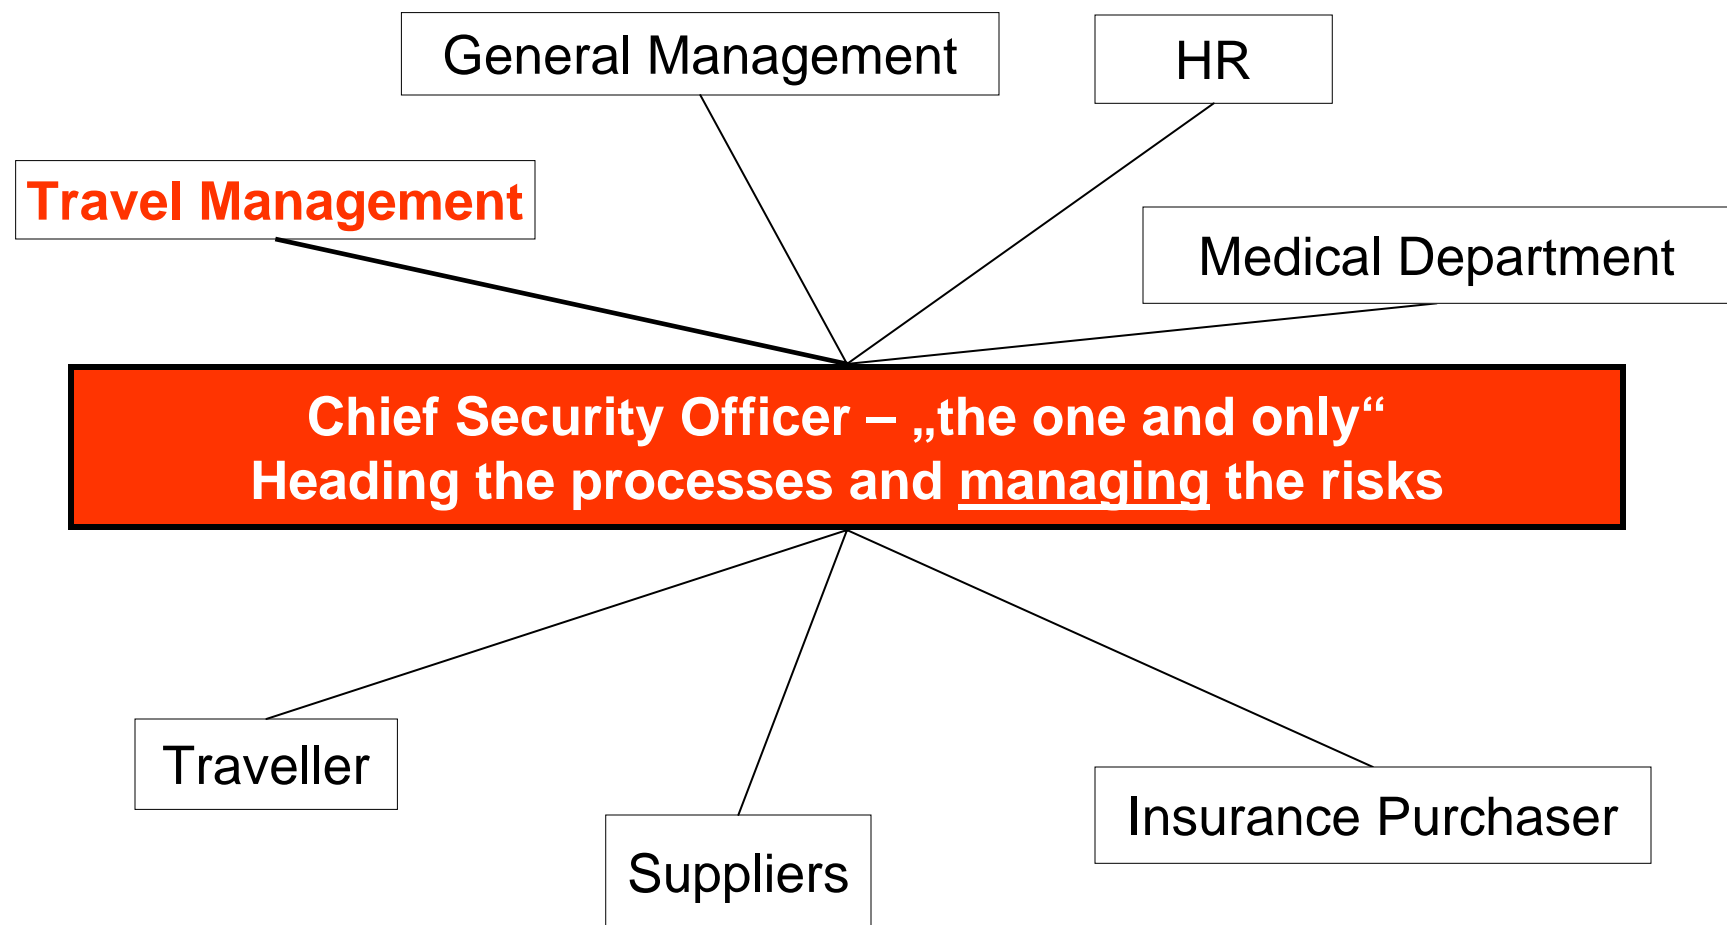 General Management
HR
Travel Management
Medical Department
Chief Security Officer – „the one and only“
Heading the processes and managing the risks
Traveller
Insurance Purchaser
Suppliers